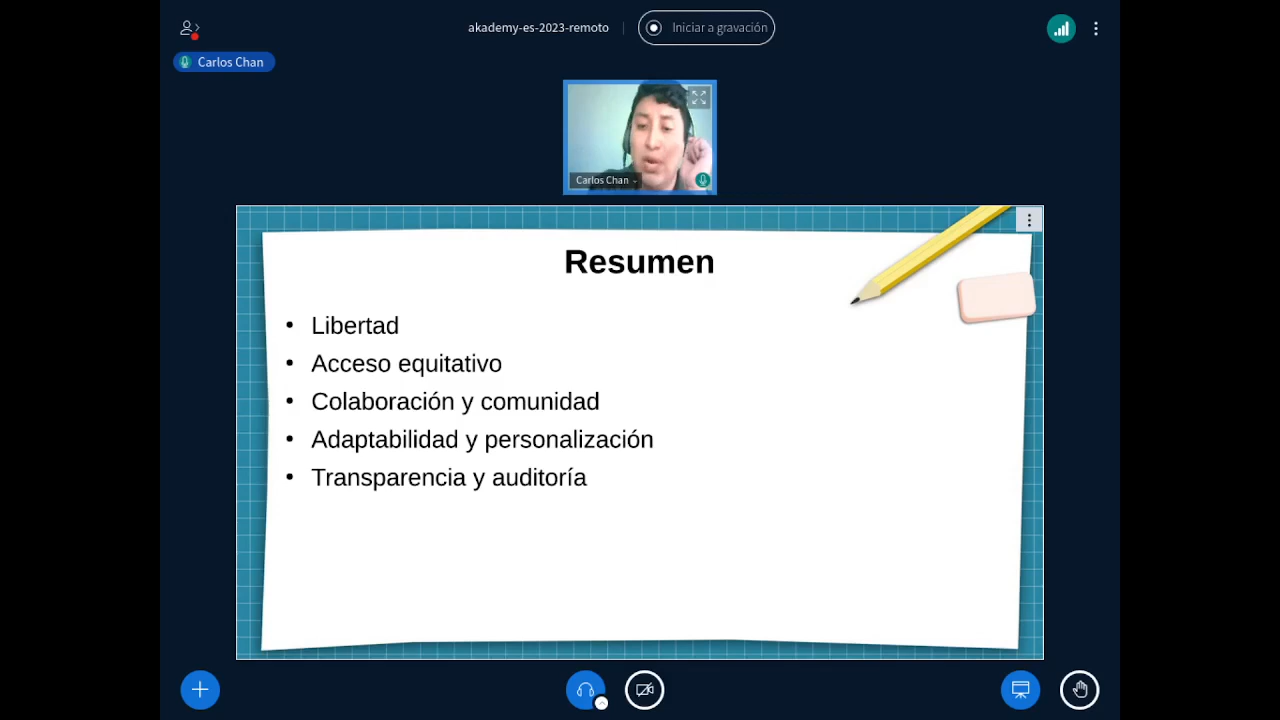 akademy-es-2023-remoto
Iniciar a gravación
Carlos Chan
Carlos Chan
Resumen
• Libertad
• Acceso equitativo
• Colaboración y comunidad
• Adaptabilidad y personalización
• Transparencia y auditoría